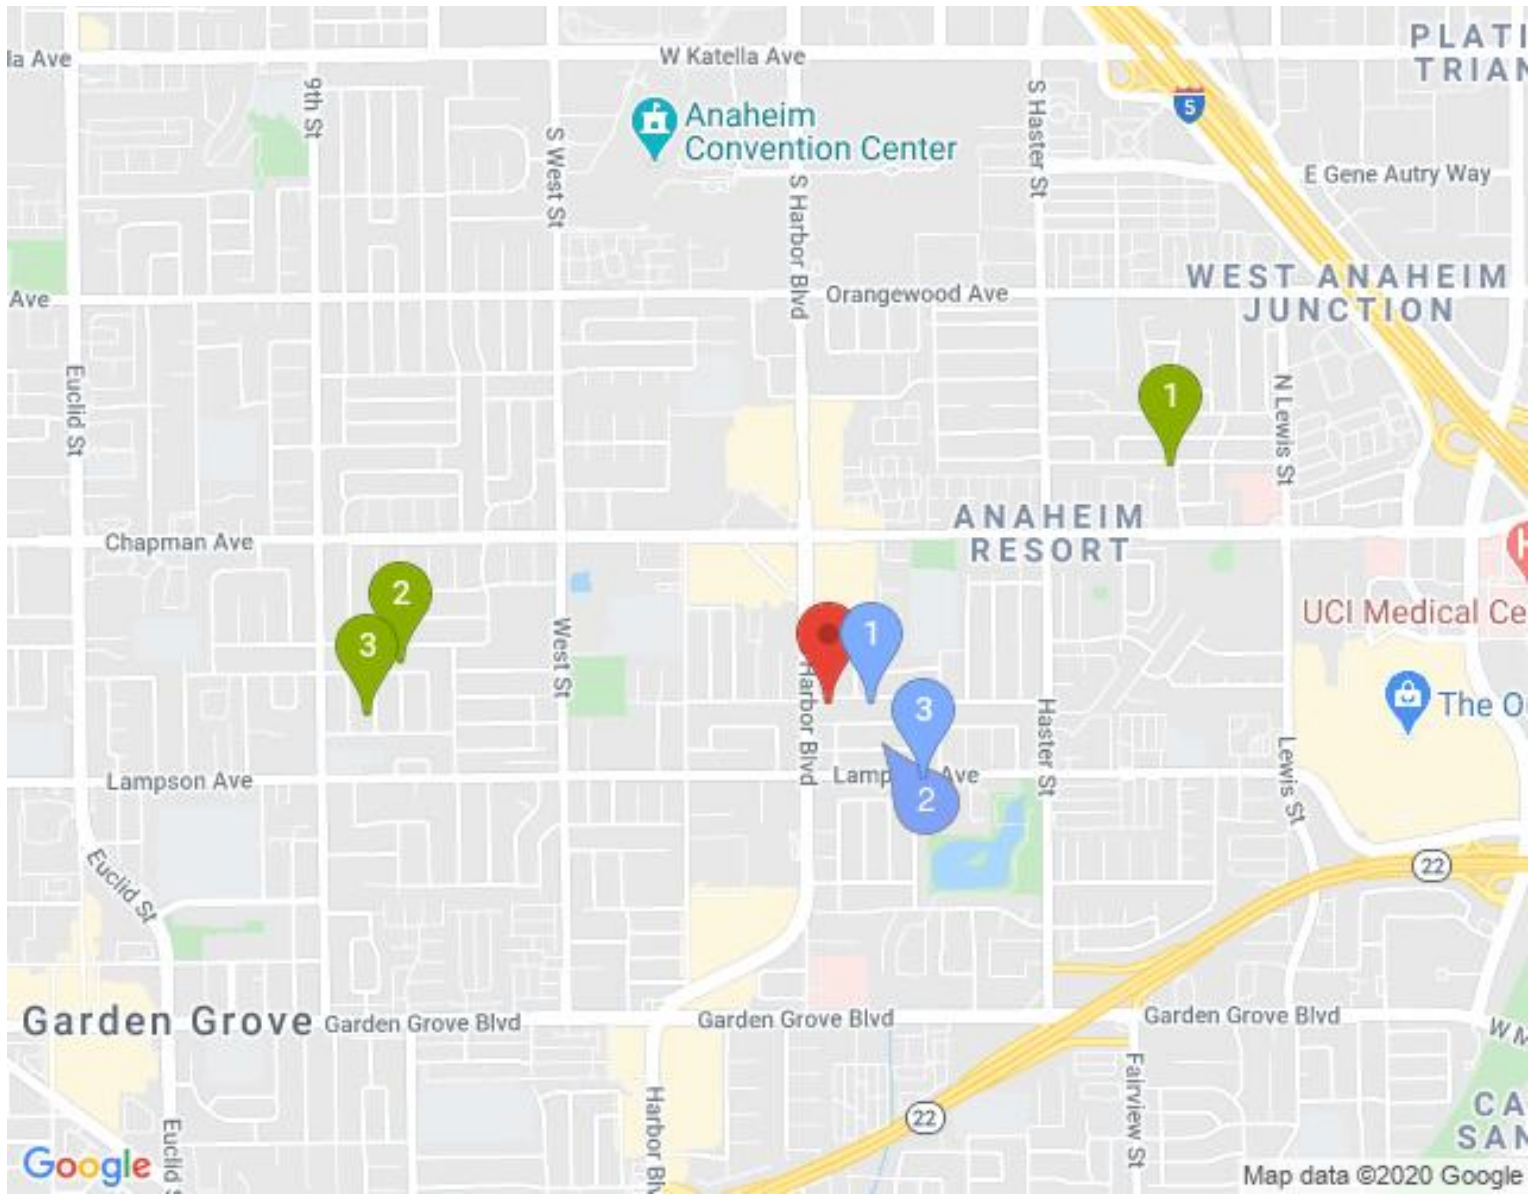 la Ave
W Katella Ave
PLATI
TRIAN
9th St
S West St
Anaheim
Convention Center
S Harbor Blvd
S Haster St
5
E Gene Autry Way
Ave
Orangewood Ave
WEST ANAHEIM
JUNCTION
Euclid St
1
N Lewis St
Chapman Ave
ANAHEIM
RESORT
H
2
3
West St
1
3
2
Harbor Blvd
UCI Medical Ce
The O
Haster St
Lewis St
Lampson Ave
Lamp
Ave
Euclid St
22
Garden Grove
Garden Grove Blvd
Garden Grove Blvd
Garden Grove Blvd
W M
Fairview St
Harbor Blv
22
Euclid S
CA
SAN
Google
Map data ©2020 Google